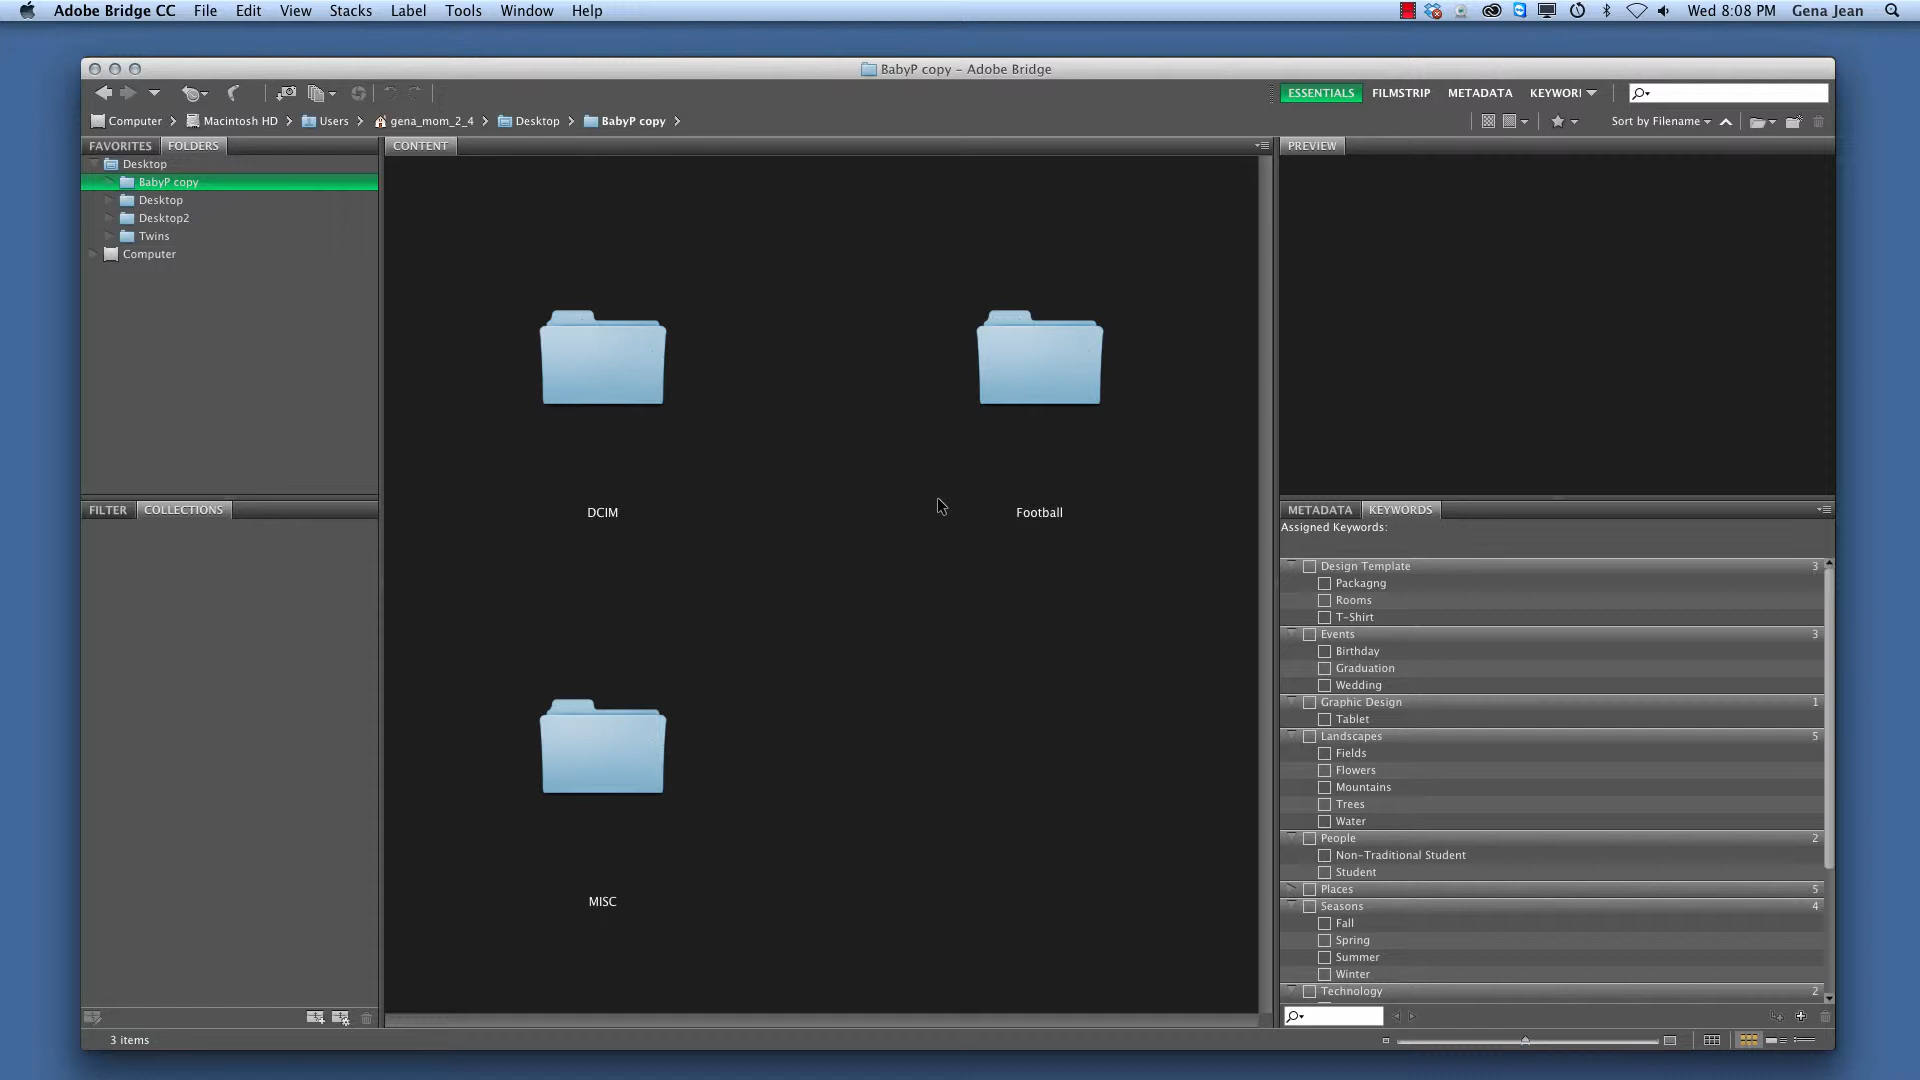 Adobe Bridge CC File Edit View Stacks Label Tools Window Help Wed 8:08 PM Gena Jean
BabyP copy – Adobe Bridge
ESSENTIALS FILMSTRIP METADATA KEYWORI
Computer Macintosh HD Users gena_mom_2_4 Desktop BabyP copy Sort by Filename
FAVORITES FOLDERS
Desktop
BabyP copy
Desktop
Desktop2
Twins
Computer
CONTENT
DCIM
Football
MISC
PREVIEW
FILTER COLLECTIONS
METADATA KEYWORDS
Assigned Keywords:
Design Template 3
Packagng
Rooms
T-Shirt
Events 3
Birthday
Graduation
Wedding
Graphic Design 1
Tablet
Landscapes 5
Fields
Flowers
Mountains
Trees
Water
People 2
Non-Traditional Student
Student
Places 5
Seasons 4
Fall
Spring
Summer
Winter
Technology 2
3 items